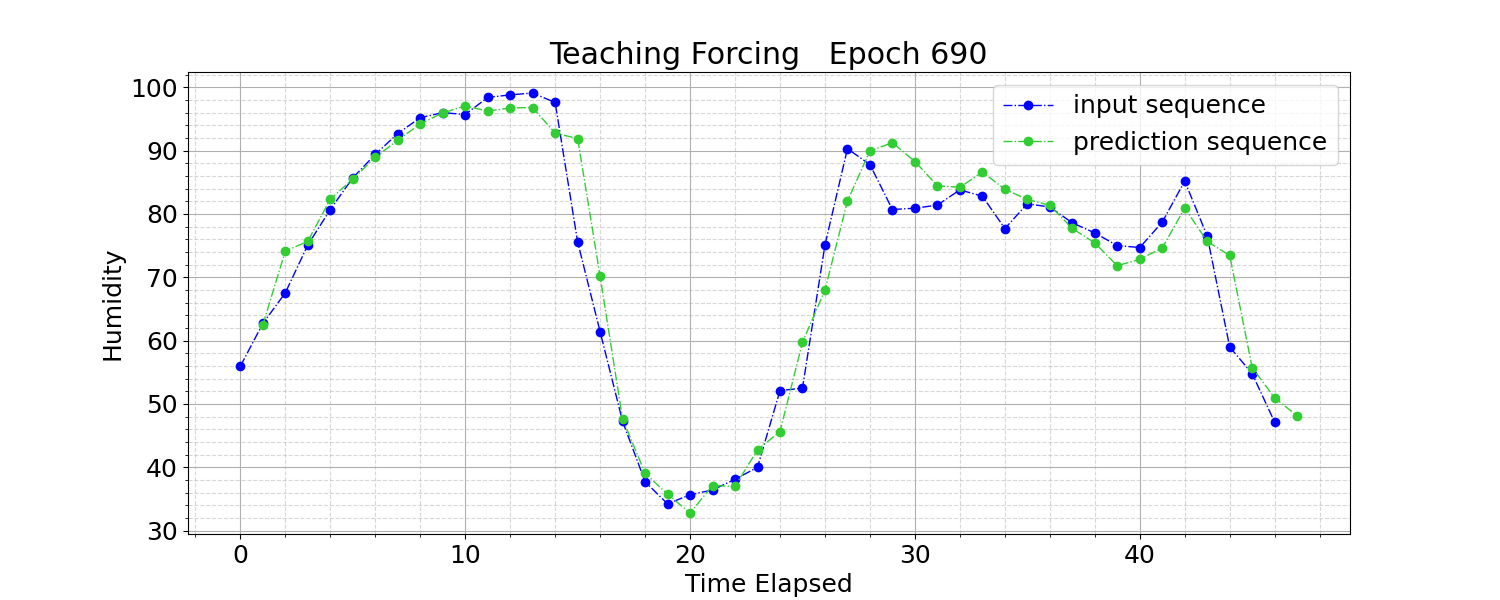 Teaching Forcing   Epoch 690
100
90
80
70
60
50
40
30
Humidity
input sequence
prediction sequence
0 10 20 30 40
Time Elapsed